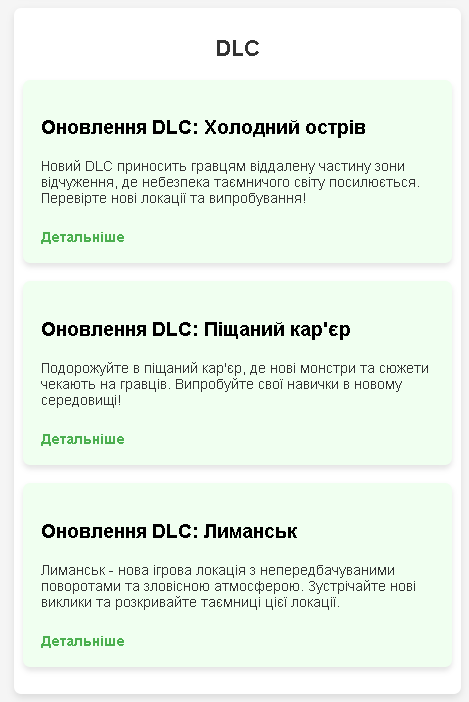 DLC
Оновлення DLC: Холодний острів
Новий DLC приносить гравцям віддалену частину зони
відчуження, де небезпека таємничого світу посилюється.
Перевірте нові локації та випробування!
Детальніше
Оновлення DLC: Піщаний кар'єр
Подорожуйте в піщаний кар'єр, де нові монстри та сюжети
чекають на гравців. Випробуйте свої навички в новому
середовищі!
Детальніше
Оновлення DLC: Лиманськ
Лиманськ - нова ігрова локація з непередбачуваними
поворотами та зловісною атмосферою. Зустрічайте нові
виклики та розкривайте таємниці цієї локації.
Детальніше